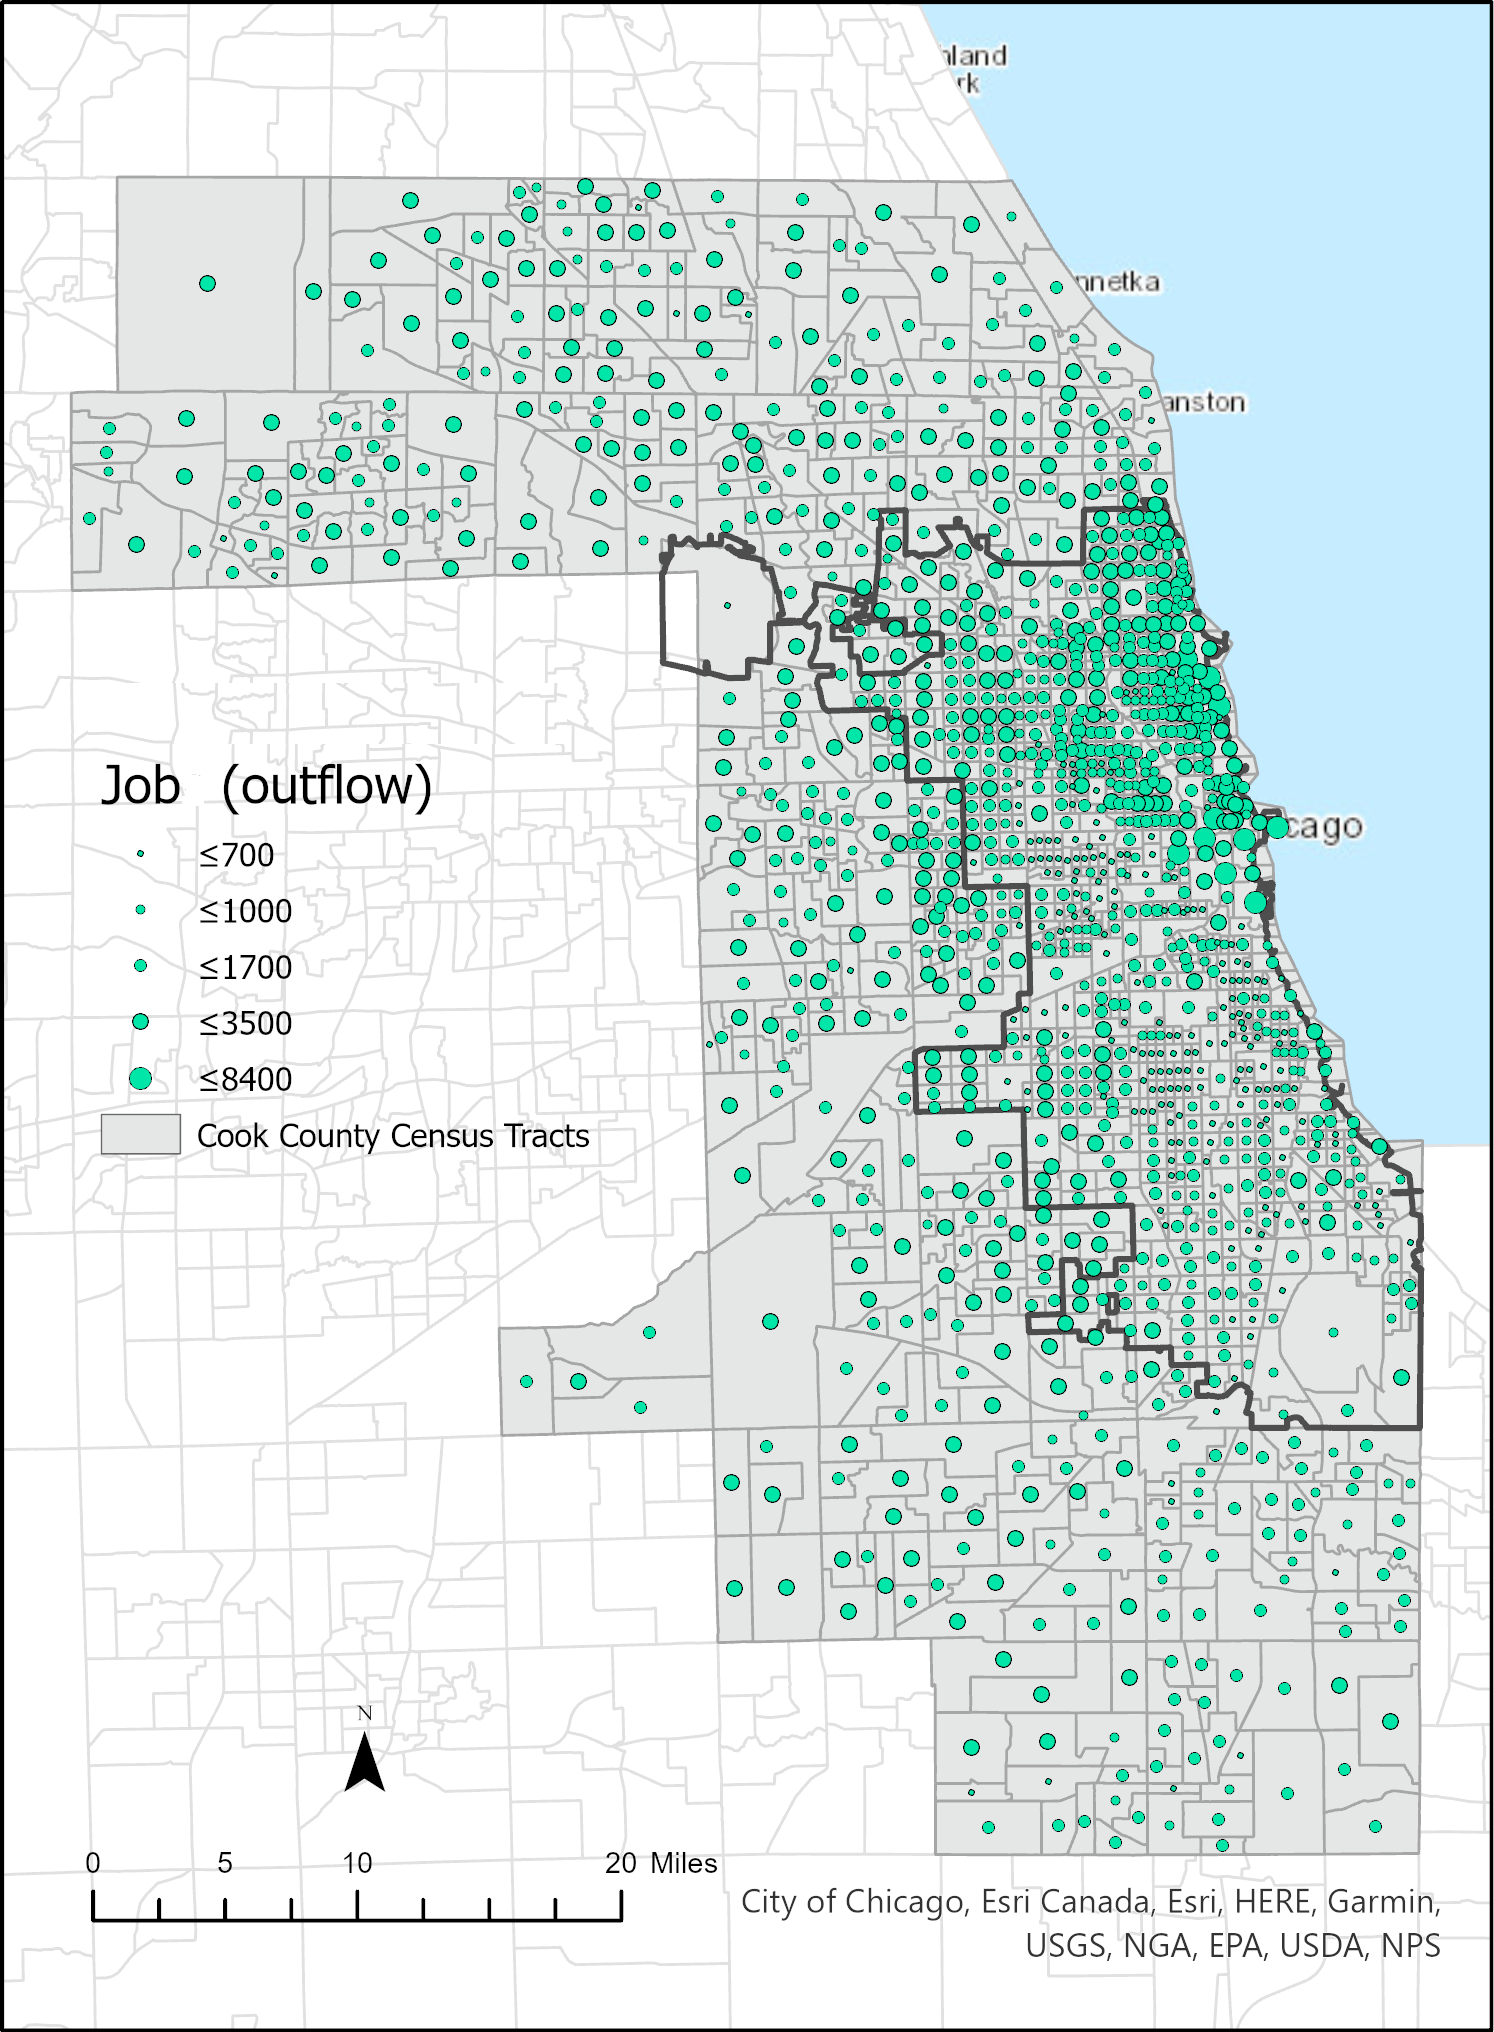 hland
rk
nnetka
anston
Job (outflow)
≤700
≤1000
≤1700
≤3500
≤8400
Cook County Census Tracts
cago
N
0 5 10 20 Miles
City of Chicago, Esri Canada, Esri, HERE, Garmin,
USGS, NGA, EPA, USDA, NPS